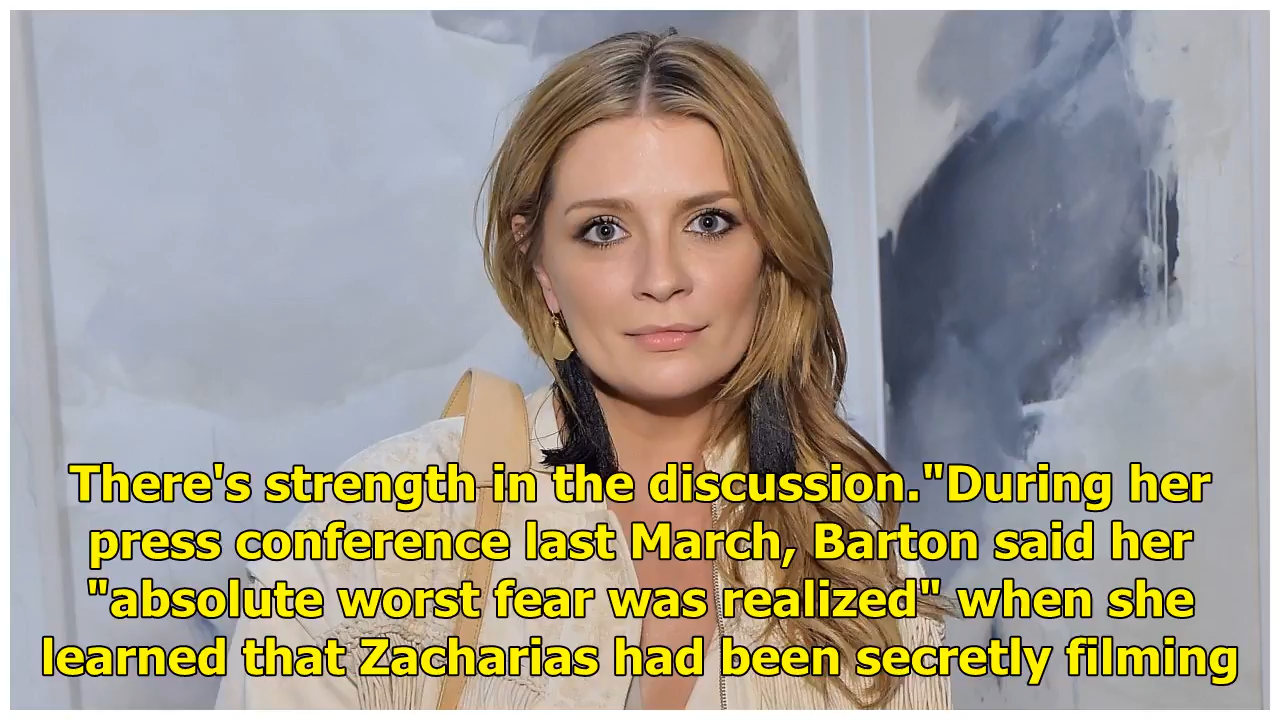 There's strength in the discussion."During her
press conference last March, Barton said her
"absolute worst fear was realized" when she
learned that Zacharias had been secretly filming